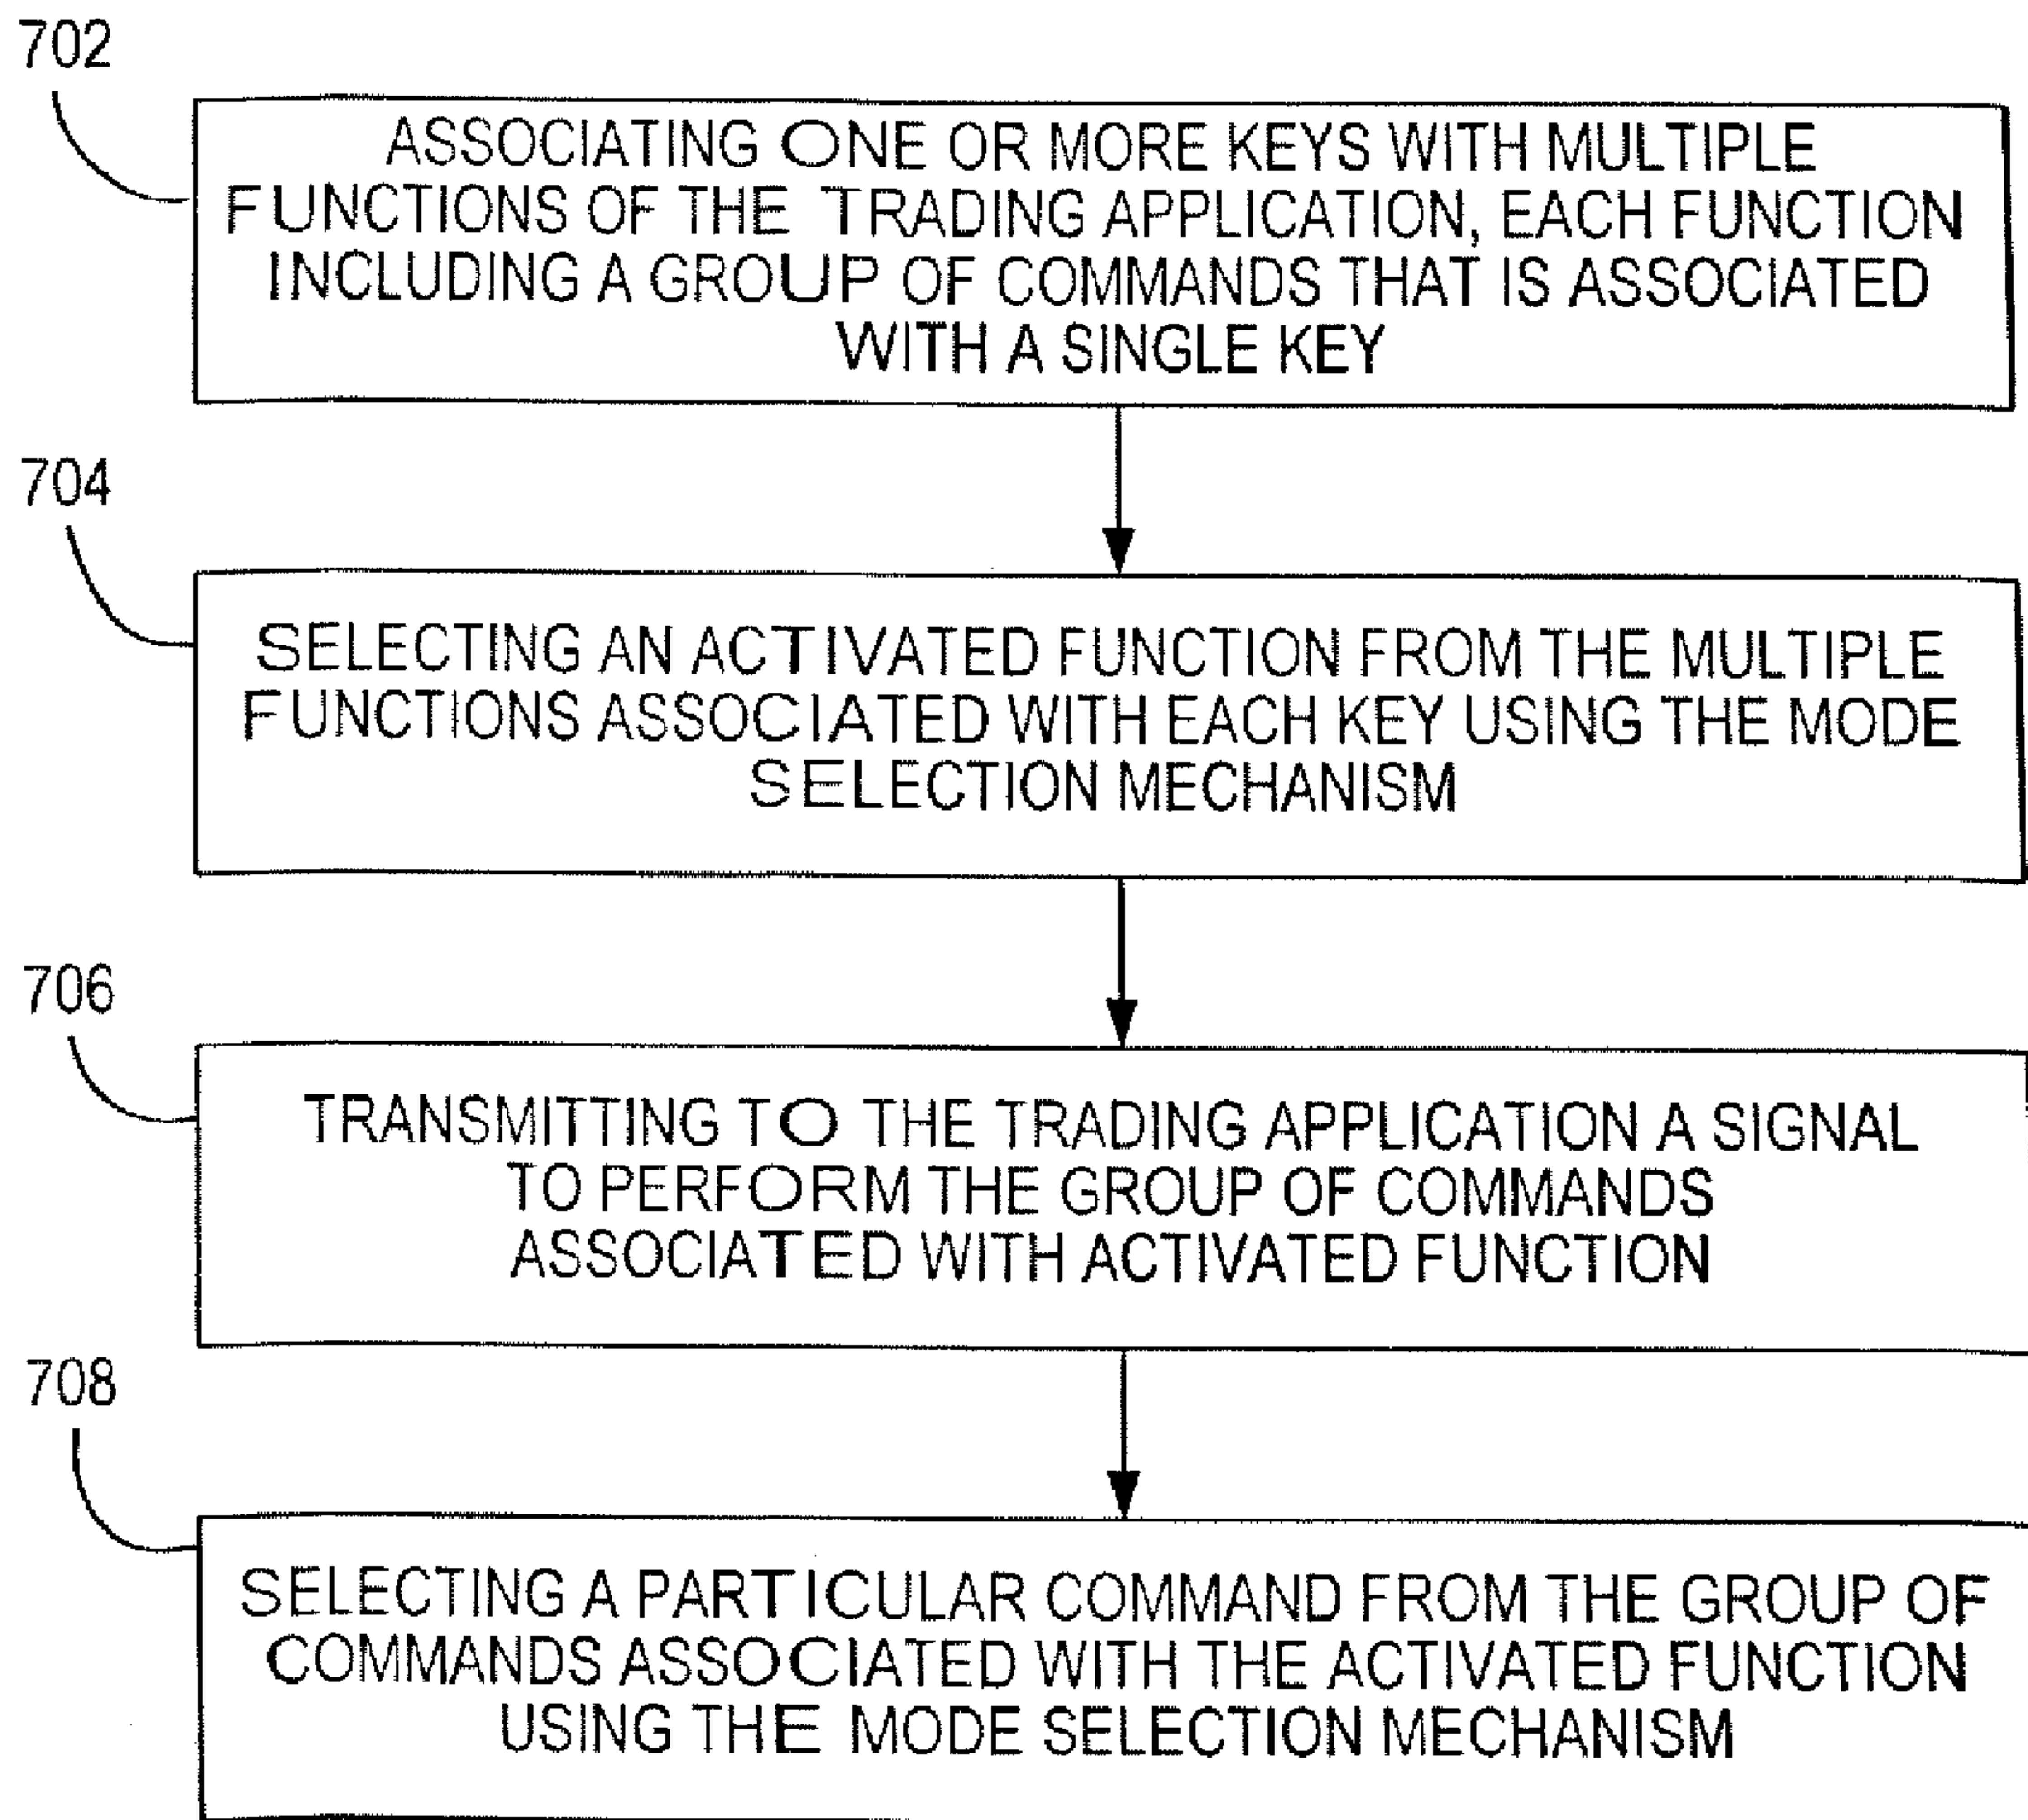 702
ASSOCIATING ONE OR MORE KEYS WITH MULTIPLE
FUNCTIONS OF THE TRADING APPLICATION, EACH FUNCTION
INCLUDING A GROUP OF COMMANDS THAT IS ASSOCIATED
WITH A SINGLE KEY
704
SELECTING AN ACTIVATED FUNCTION FROM THE MULTIPLE
FUNCTIONS ASSOCIATED WITH EACH KEY USING THE MODE
SELECTION MECHANISM
706
TRANSMITTING TO THE TRADING APPLICATION A SIGNAL
TO PERFORM THE GROUP OF COMMANDS
ASSOCIATED WITH ACTIVATED FUNCTION
708
SELECTING A PARTICULAR COMMAND FROM THE GROUP OF
COMMANDS ASSOCIATED WITH THE ACTIVATED FUNCTION
USING THE MODE SELECTION MECHANISM